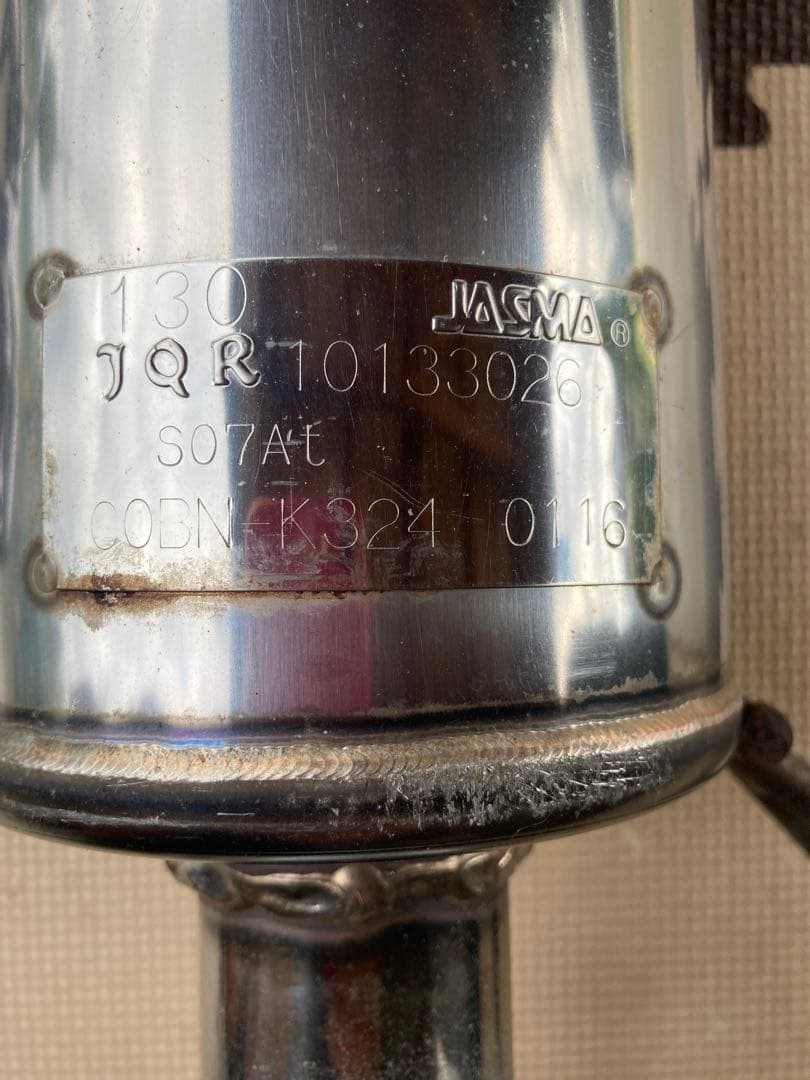 130 JASMA®
JQR 10133026
S07At
C0BN-K324 0116